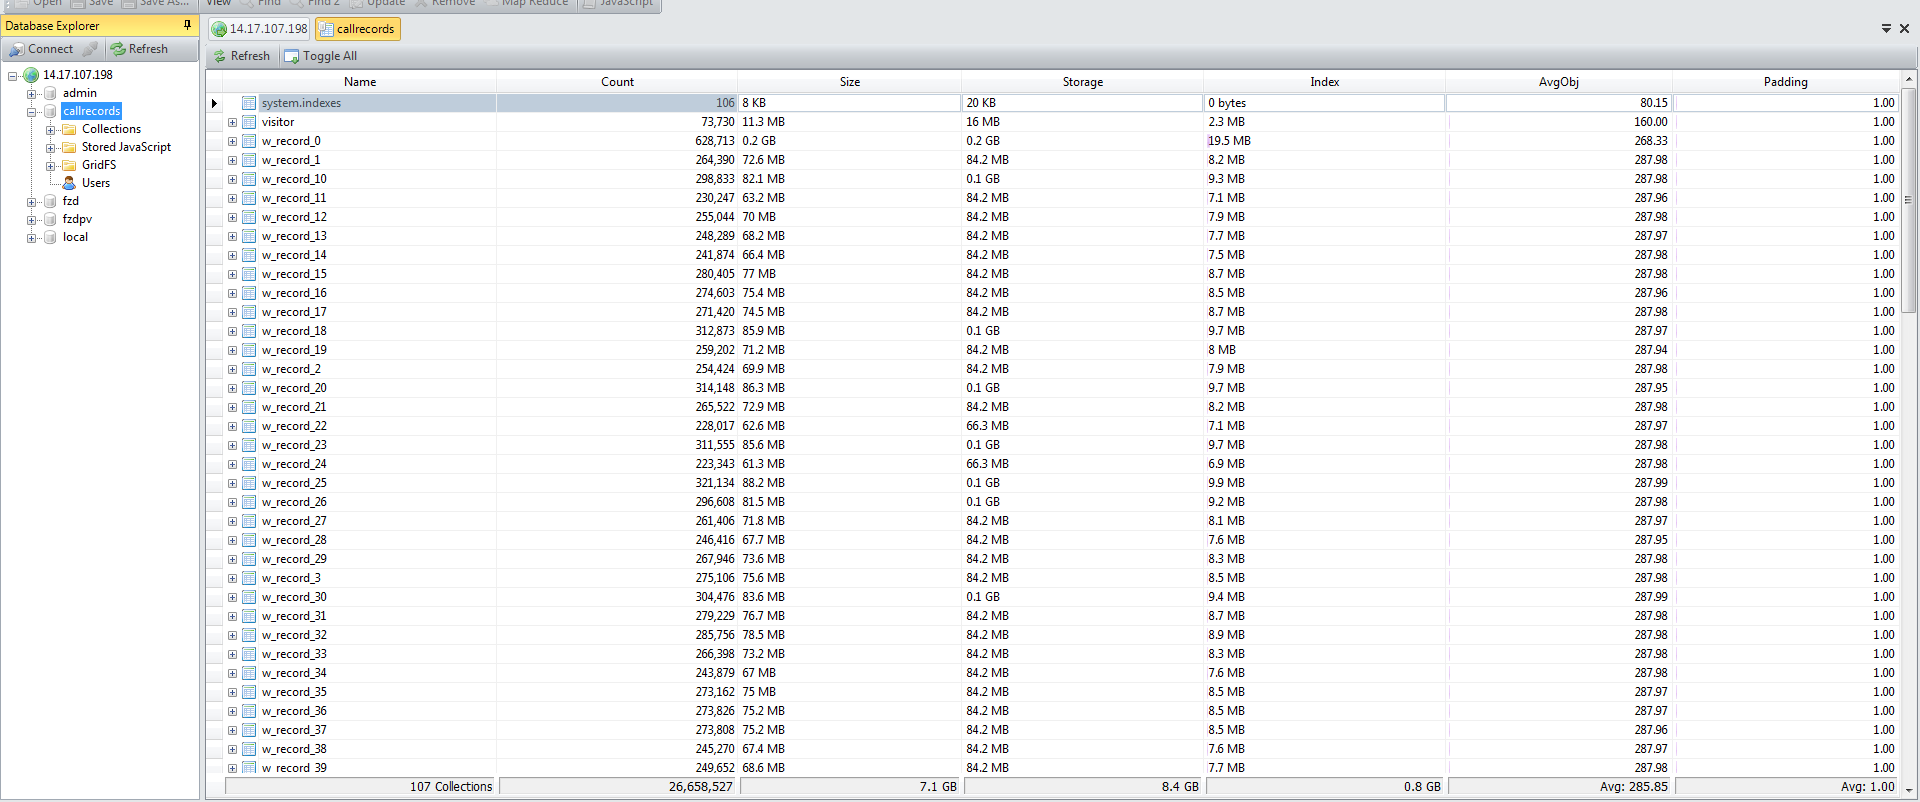 Open Save Save As... View Find Find 2 Update Remove Map Reduce JavaScript
Database Explorer
Connect Refresh
14.17.107.198
admin
callrecords
Collections
Stored JavaScript
GridFS
Users
fzd
fzdpv
local
14.17.107.198 callrecords
Refresh Toggle All
Name Count Size Storage Index AvgObj Padding
system.indexes 106 8 KB 20 KB 0 bytes 80.15 1.00
visitor 73,730 11.3 MB 16 MB 2.3 MB 160.00 1.00
w_record_0 628,713 0.2 GB 0.2 GB 19.5 MB 268.33 1.00
w_record_1 264,390 72.6 MB 84.2 MB 8.2 MB 287.98 1.00
w_record_10 298,833 82.1 MB 0.1 GB 9.3 MB 287.98 1.00
w_record_11 230,247 63.2 MB 84.2 MB 7.1 MB 287.96 1.00
w_record_12 255,044 70 MB 84.2 MB 7.9 MB 287.98 1.00
w_record_13 248,289 68.2 MB 84.2 MB 7.7 MB 287.97 1.00
w_record_14 241,874 66.4 MB 84.2 MB 7.5 MB 287.98 1.00
w_record_15 280,405 77 MB 84.2 MB 8.7 MB 287.98 1.00
w_record_16 274,603 75.4 MB 84.2 MB 8.5 MB 287.96 1.00
w_record_17 271,420 74.5 MB 84.2 MB 8.7 MB 287.98 1.00
w_record_18 312,873 85.9 MB 0.1 GB 9.7 MB 287.97 1.00
w_record_19 259,202 71.2 MB 84.2 MB 8 MB 287.94 1.00
w_record_2 254,424 69.9 MB 84.2 MB 7.9 MB 287.98 1.00
w_record_20 314,148 86.3 MB 0.1 GB 9.7 MB 287.95 1.00
w_record_21 265,522 72.9 MB 84.2 MB 8.2 MB 287.98 1.00
w_record_22 228,017 62.6 MB 66.3 MB 7.1 MB 287.97 1.00
w_record_23 311,555 85.6 MB 0.1 GB 9.7 MB 287.98 1.00
w_record_24 223,343 61.3 MB 66.3 MB 6.9 MB 287.98 1.00
w_record_25 321,134 88.2 MB 0.1 GB 9.9 MB 287.99 1.00
w_record_26 296,608 81.5 MB 0.1 GB 9.2 MB 287.98 1.00
w_record_27 261,406 71.8 MB 84.2 MB 8.1 MB 287.97 1.00
w_record_28 246,416 67.7 MB 84.2 MB 7.6 MB 287.95 1.00
w_record_29 267,946 73.6 MB 84.2 MB 8.3 MB 287.98 1.00
w_record_3 275,106 75.6 MB 84.2 MB 8.5 MB 287.98 1.00
w_record_30 304,476 83.6 MB 0.1 GB 9.4 MB 287.99 1.00
w_record_31 279,229 76.7 MB 84.2 MB 8.7 MB 287.98 1.00
w_record_32 285,756 78.5 MB 84.2 MB 8.9 MB 287.98 1.00
w_record_33 266,398 73.2 MB 84.2 MB 8.3 MB 287.98 1.00
w_record_34 243,879 67 MB 84.2 MB 7.6 MB 287.98 1.00
w_record_35 273,162 75 MB 84.2 MB 8.5 MB 287.97 1.00
w_record_36 273,826 75.2 MB 84.2 MB 8.5 MB 287.97 1.00
w_record_37 273,808 75.2 MB 84.2 MB 8.5 MB 287.96 1.00
w_record_38 245,270 67.4 MB 84.2 MB 7.6 MB 287.97 1.00
w_record_39 249,652 68.6 MB 84.2 MB 7.7 MB 287.98 1.00
107 Collections 26,658,527 7.1 GB 8.4 GB 0.8 GB Avg: 285.85 Avg: 1.00